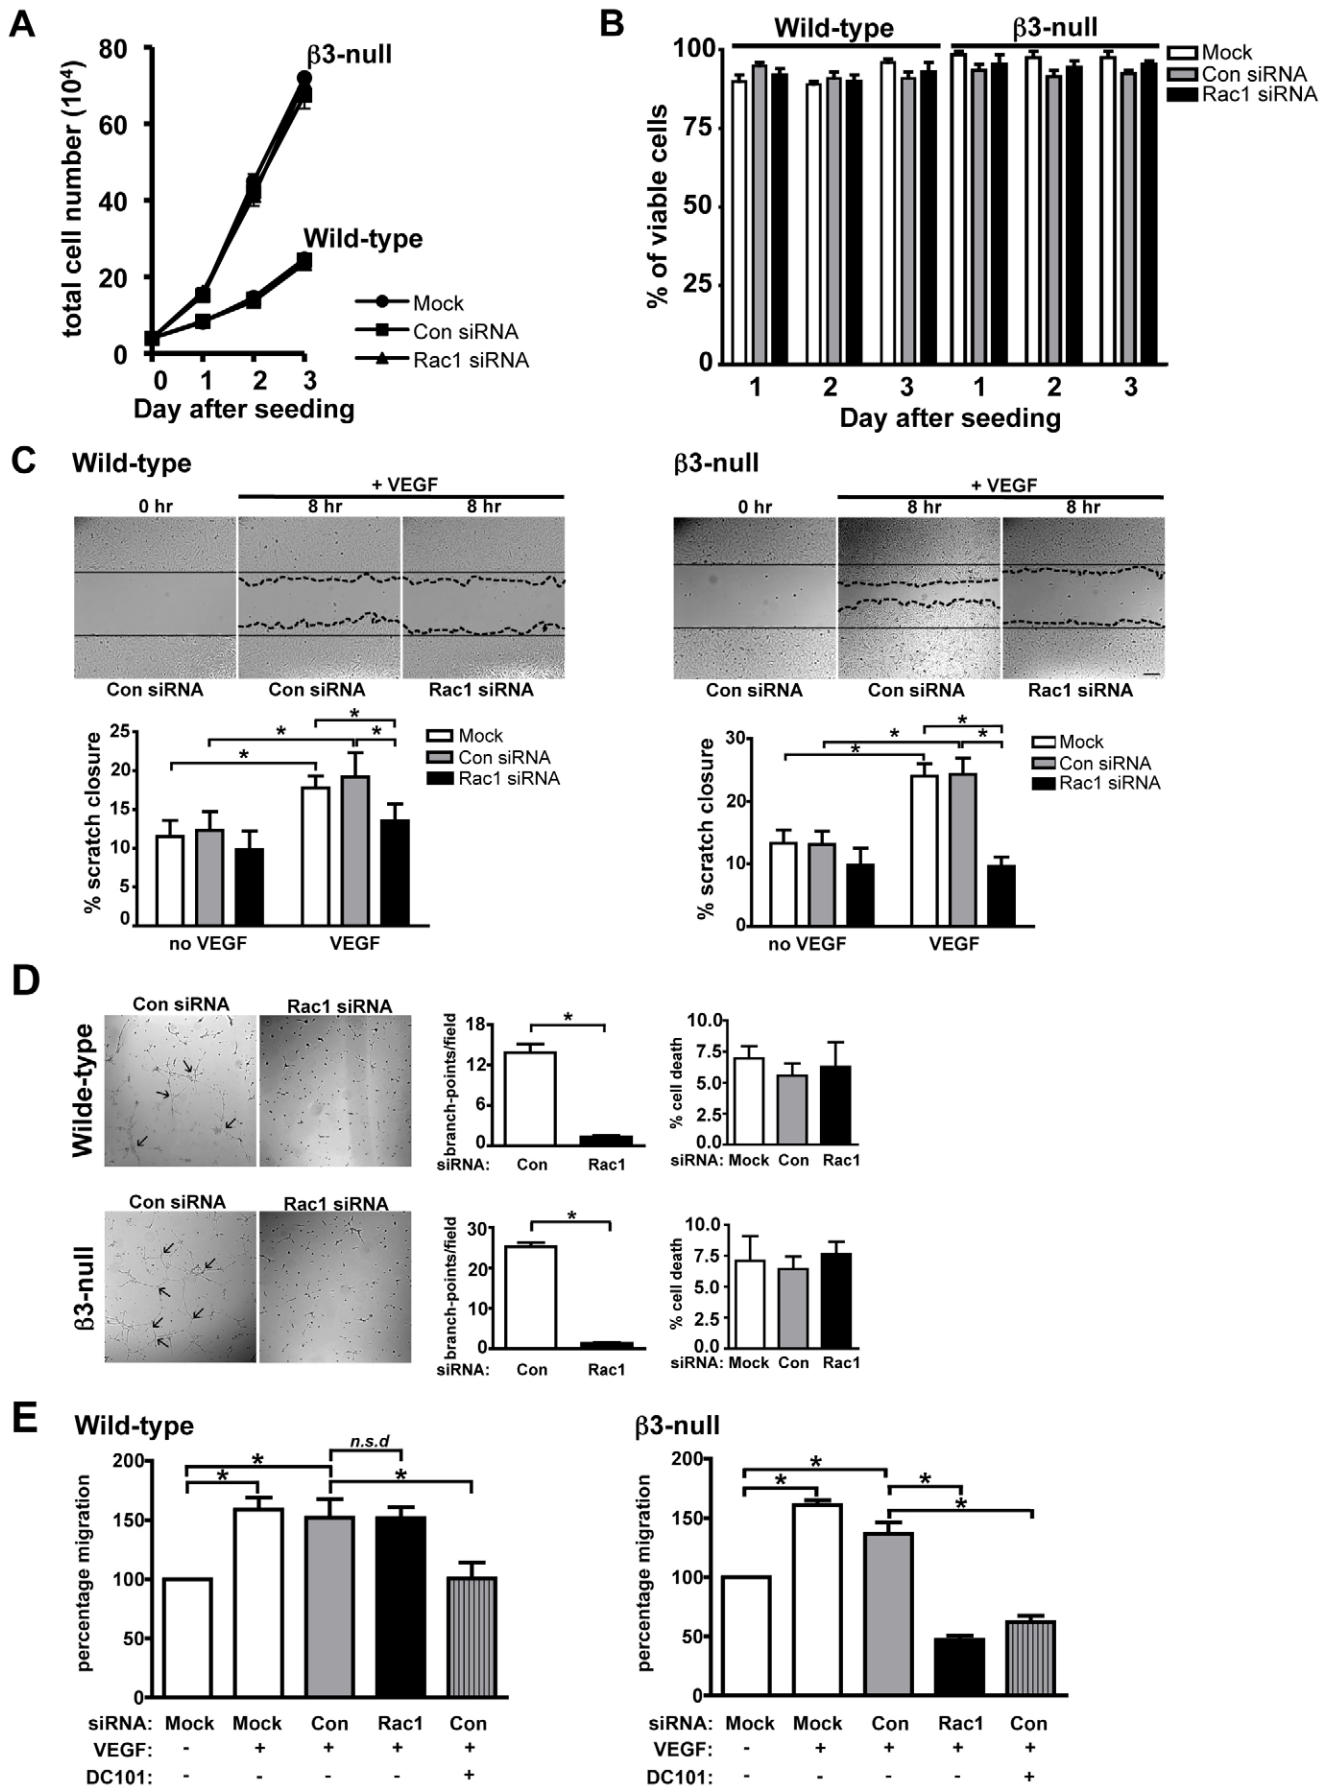 A
total cell number (10⁴)
80
60
40
20
0
β3-null
Wild-type
Mock
Con siRNA
Rac1 siRNA
0 1 2 3
Day after seeding
B
% of viable cells
100
75
50
25
0
Wild-type β3-null
Mock
Con siRNA
Rac1 siRNA
1 2 3 1 2 3
Day after seeding
C
Wild-type
+ VEGF
0 hr 8 hr 8 hr
Con siRNA Con siRNA Rac1 siRNA
% scratch closure
25
20
15
10
5
0
* * * *
Mock
Con siRNA
Rac1 siRNA
no VEGF VEGF
β3-null
+ VEGF
0 hr 8 hr 8 hr
Con siRNA Con siRNA Rac1 siRNA
% scratch closure
30
20
10
0
* * * *
Mock
Con siRNA
Rac1 siRNA
no VEGF VEGF
D
Wilde-type
Con siRNA Rac1 siRNA
branch-points/field
18
12
6
0
*
siRNA: Con Rac1
% cell death
10.0
7.5
5.0
2.5
0.0
siRNA: Mock Con Rac1
β3-null
Con siRNA Rac1 siRNA
branch-points/field
30
20
10
0
*
siRNA: Con Rac1
% cell death
10.0
7.5
5.0
2.5
0.0
siRNA: Mock Con Rac1
E
Wild-type
percentage migration
200
150
100
50
0
* * n.s.d *
siRNA: Mock Mock Con Rac1 Con
VEGF: - + + + +
DC101: - - - - +
β3-null
percentage migration
200
150
100
50
0
* * * *
siRNA: Mock Mock Con Rac1 Con
VEGF: - + + + +
DC101: - - - - +